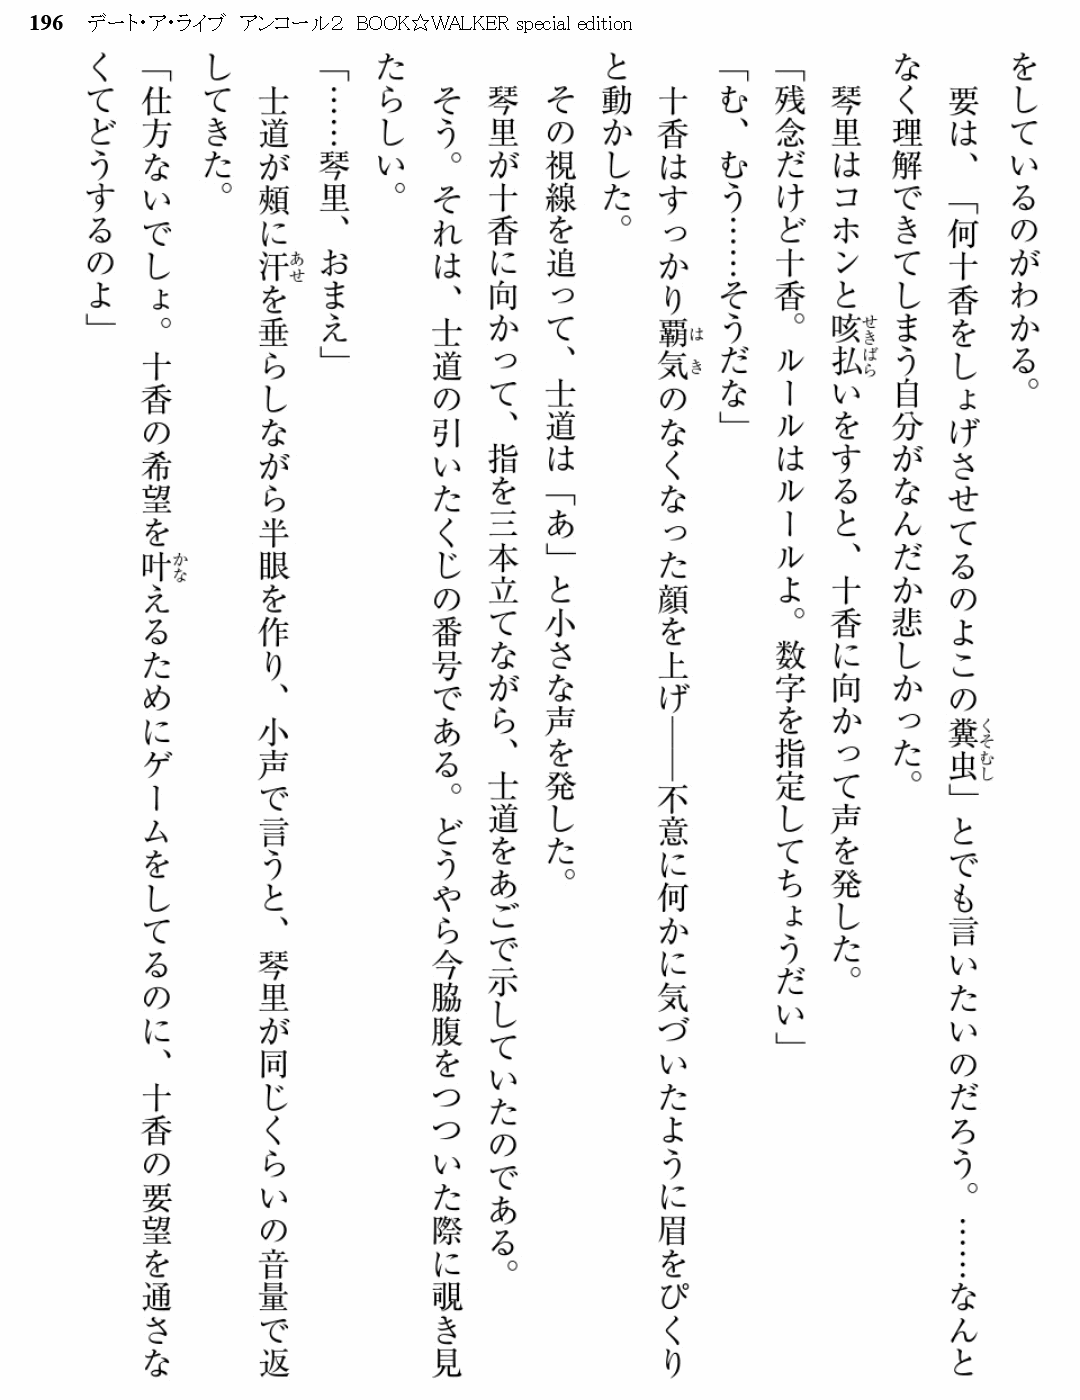 196 デート・ア・ライブ アンコール2 BOOK☆WALKER special edition
をしているのがわかる。
　要は、「何十香をしょげさせてるのよこの糞虫」とでも言いたいのだろう。……なんと
なく理解できてしまう自分がなんだか悲しかった。
　琴里はコホンと咳払いをすると、十香に向かって声を発した。
「残念だけど十香。ルールはルールよ。数字を指定してちょうだい」
「む、むう……そうだな」
　十香はすっかり覇気のなくなった顔を上げ――不意に何かに気づいたように眉をぴくり
と動かした。
　その視線を追って、士道は「あ」と小さな声を発した。
　琴里が十香に向かって、指を三本立てながら、士道をあごで示していたのである。
　そう。それは、士道の引いたくじの番号である。どうやら今脇腹をつついた際に覗き見
たらしい。
「……琴里、おまえ」
　士道が頰に汗を垂らしながら半眼を作り、小声で言うと、琴里が同じくらいの音量で返
してきた。
「仕方ないでしょ。十香の希望を叶えるためにゲームをしてるのに、十香の要望を通さな
くてどうするのよ」